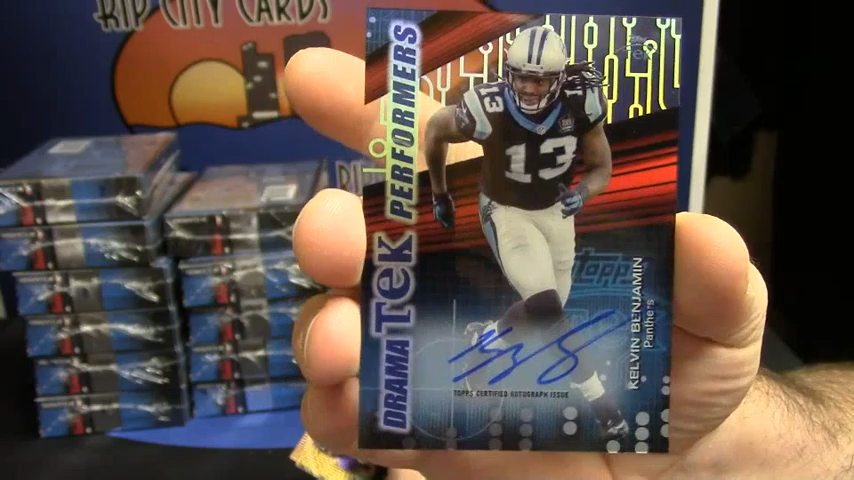 RIP CITY CARDS
DRAMA TEK PERFORMERS
13
13
topps
KELVIN BENJAMIN
Panthers
TOPPS CERTIFIED AUTOGRAPH ISSUE